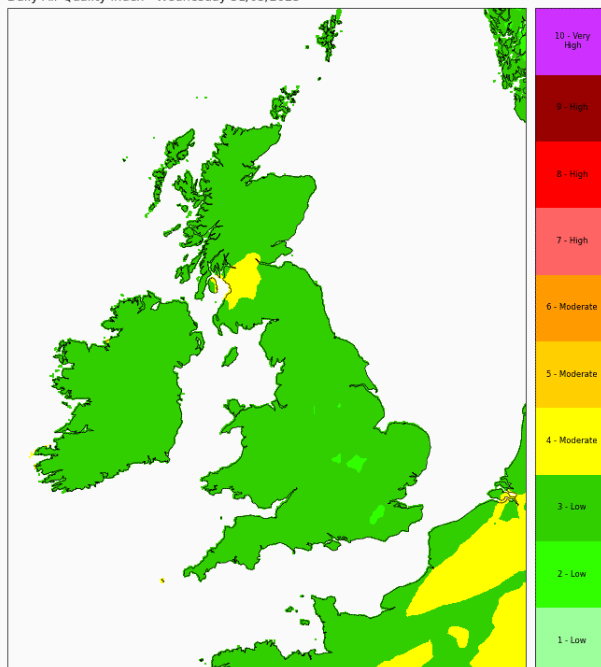 10 - Very
High
9 - High
8 - High
7 - High
6 - Moderate
5 - Moderate
4 - Moderate
3 - Low
2 - Low
1 - Low